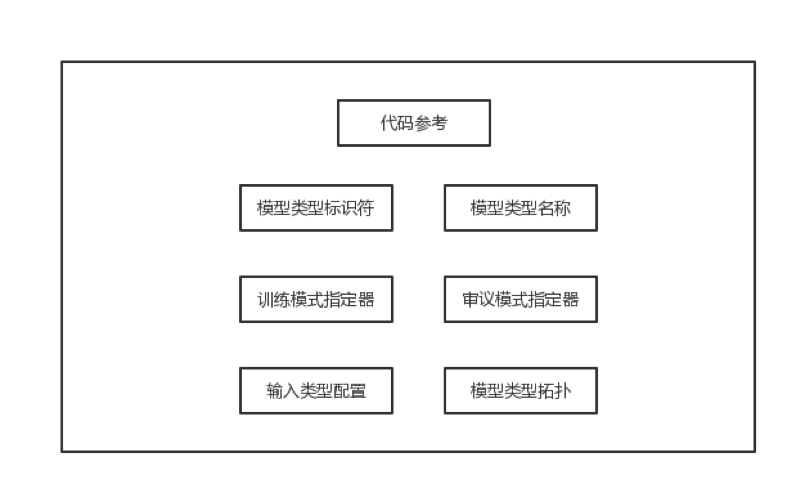 代码参考
模型类型标识符
模型类型名称
训练模式指定器
审议模式指定器
输入类型配置
模型类型拓扑